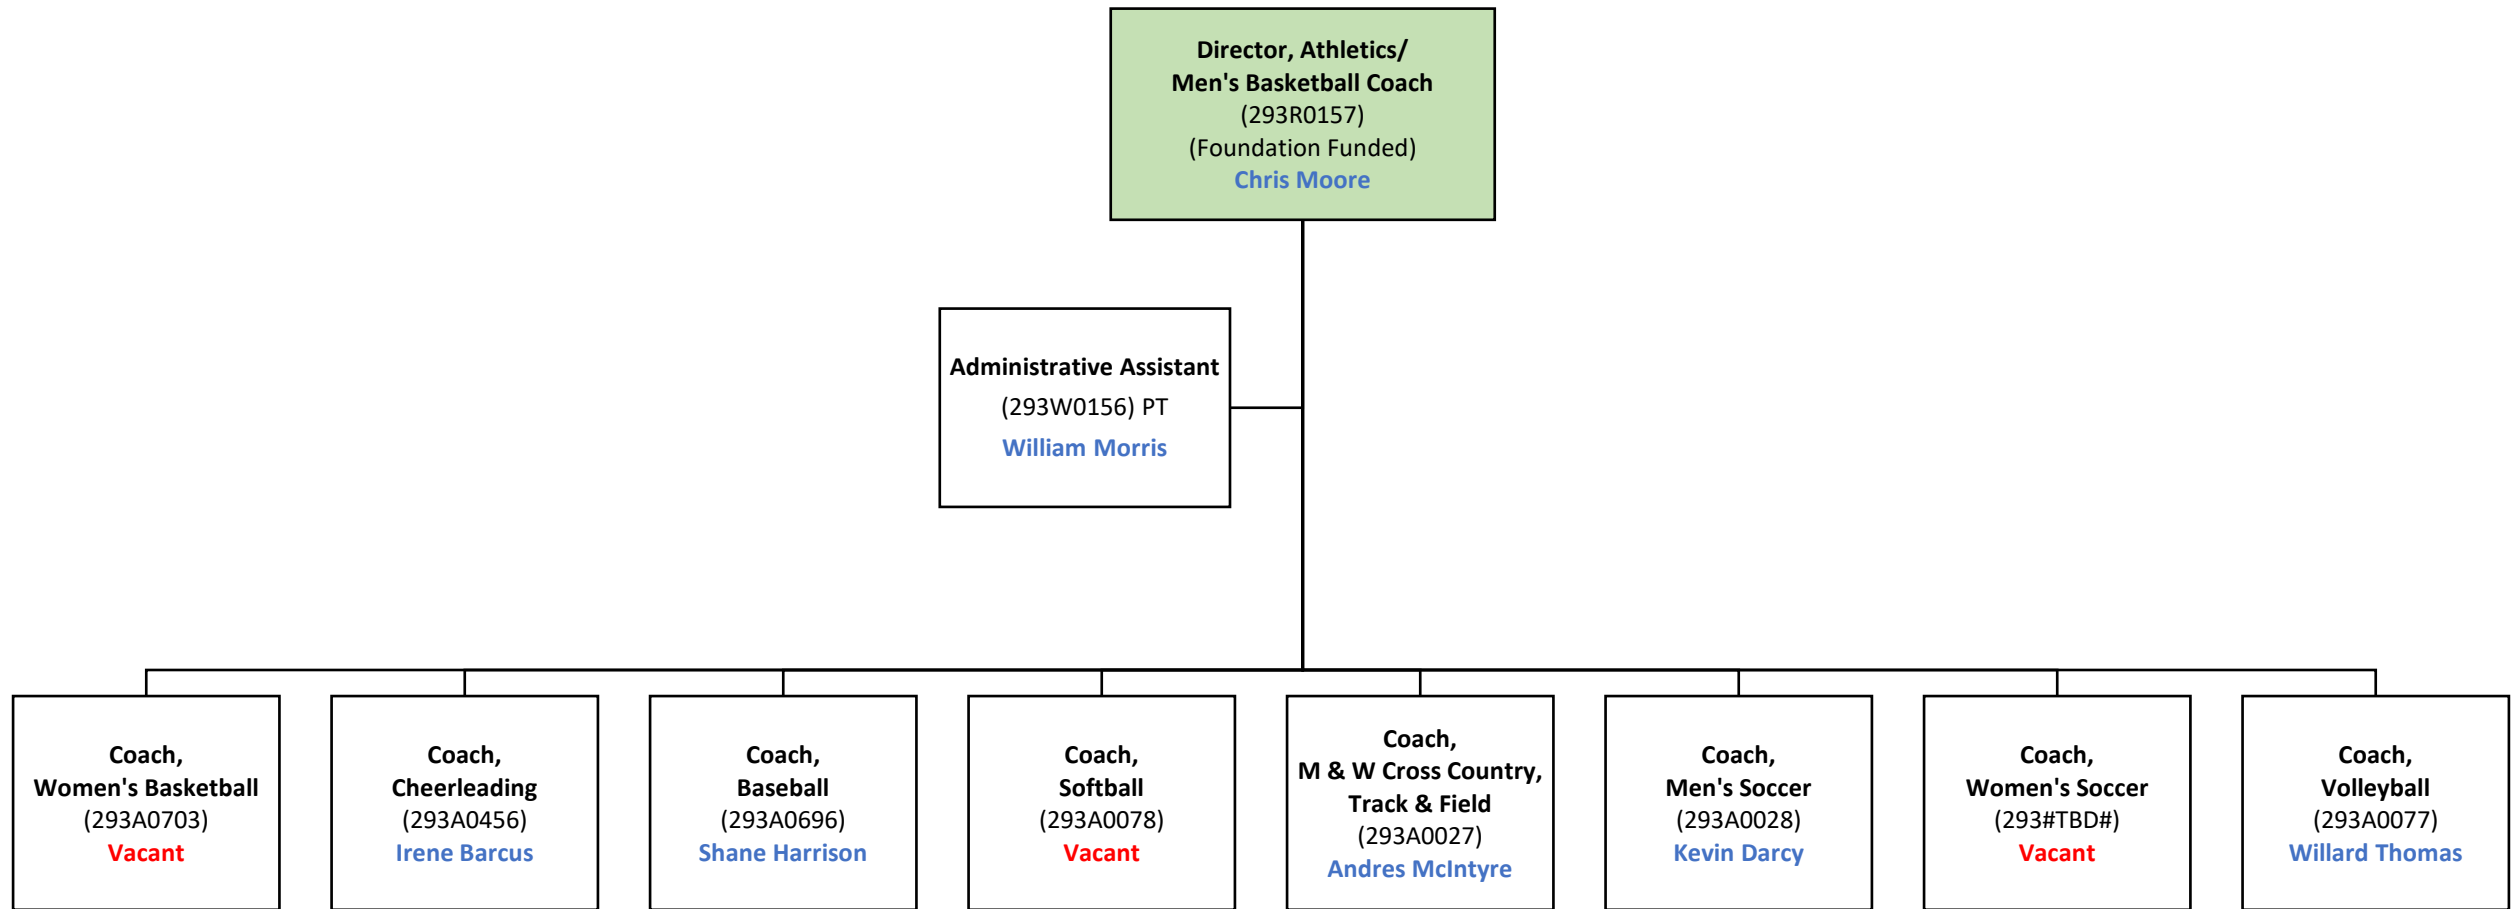 Director, Athletics/
Men's Basketball Coach
(293R0157)
(Foundation Funded)
Chris Moore
Administrative Assistant
(293W0156) PT
William Morris
Coach,
Women's Basketball
(293A0703)
Vacant
Coach,
Cheerleading
(293A0456)
Irene Barcus
Coach,
Baseball
(293A0696)
Shane Harrison
Coach,
Softball
(293A0078)
Vacant
Coach,
M & W Cross Country,
Track & Field
(293A0027)
Andres McIntyre
Coach,
Men's Soccer
(293A0028)
Kevin Darcy
Coach,
Women's Soccer
(293#TBD#)
Vacant
Coach,
Volleyball
(293A0077)
Willard Thomas